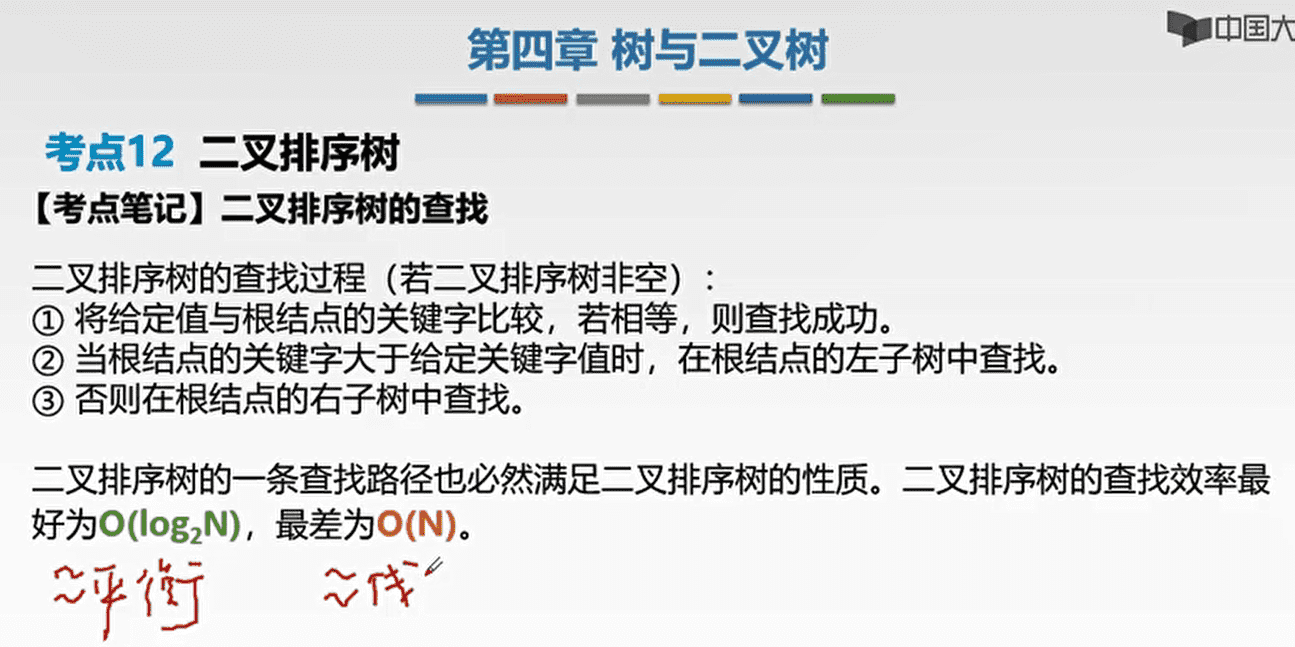 中国大
第四章 树与二叉树
考点12 二叉排序树
【考点笔记】二叉排序树的查找
二叉排序树的查找过程（若二叉排序树非空）：
① 将给定值与根结点的关键字比较，若相等，则查找成功。
② 当根结点的关键字大于给定关键字值时，在根结点的左子树中查找。
③ 否则在根结点的右子树中查找。
二叉排序树的一条查找路径也必然满足二叉排序树的性质。二叉排序树的查找效率最
好为O(log₂N)，最差为O(N)。
≈平衡